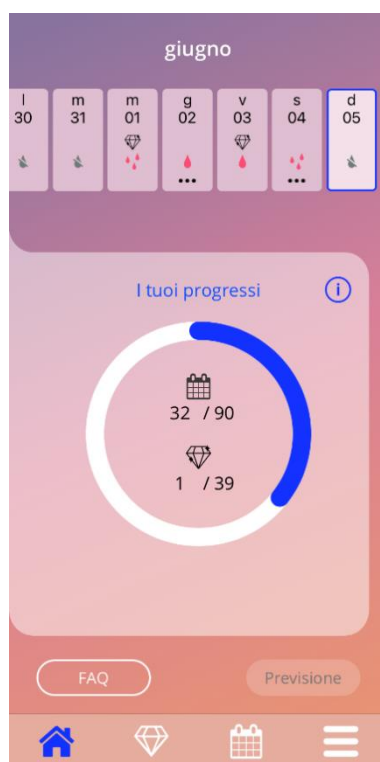 giugno
l m m g v s d
30 31 01 02 03 04 05
I tuoi progressi i
32 / 90
1 / 39
FAQ Previsione